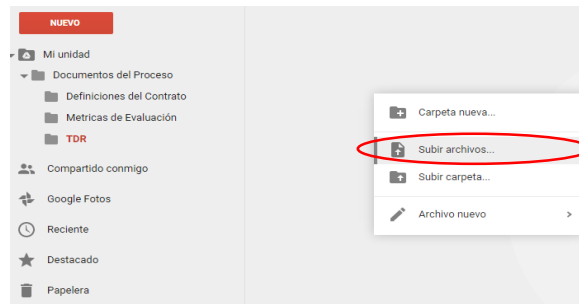 NUEVO
Mi unidad
Documentos del Proceso
Definiciones del Contrato
Metricas de Evaluación
TDR
Compartido conmigo
Google Fotos
Reciente
Destacado
Papelera
Carpeta nueva...
Subir archivos...
Subir carpeta...
Archivo nuevo